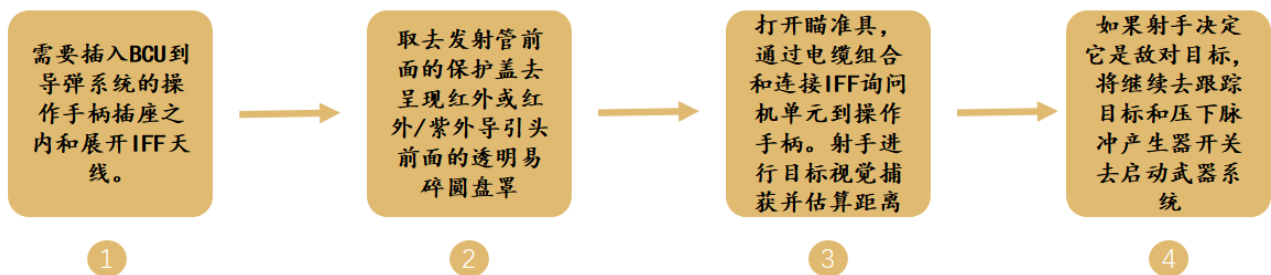 需要插入BCU到
导弹系统的操
作手柄插座之
内和展开IFF天
线。
1
取去发射管前
面的保护盖去
呈现红外或红
外/紫外导引头
前面的透明易
碎圆盘罩
2
打开瞄准具，
通过电缆组合
和连接IFF询问
机单元到操作
手柄。射手进
行目标视觉捕
获并估算距离
3
如果射手决定
它是敌对目标，
将继续去跟踪
目标和压下脉
冲产生器开关
去启动武器系
统
4